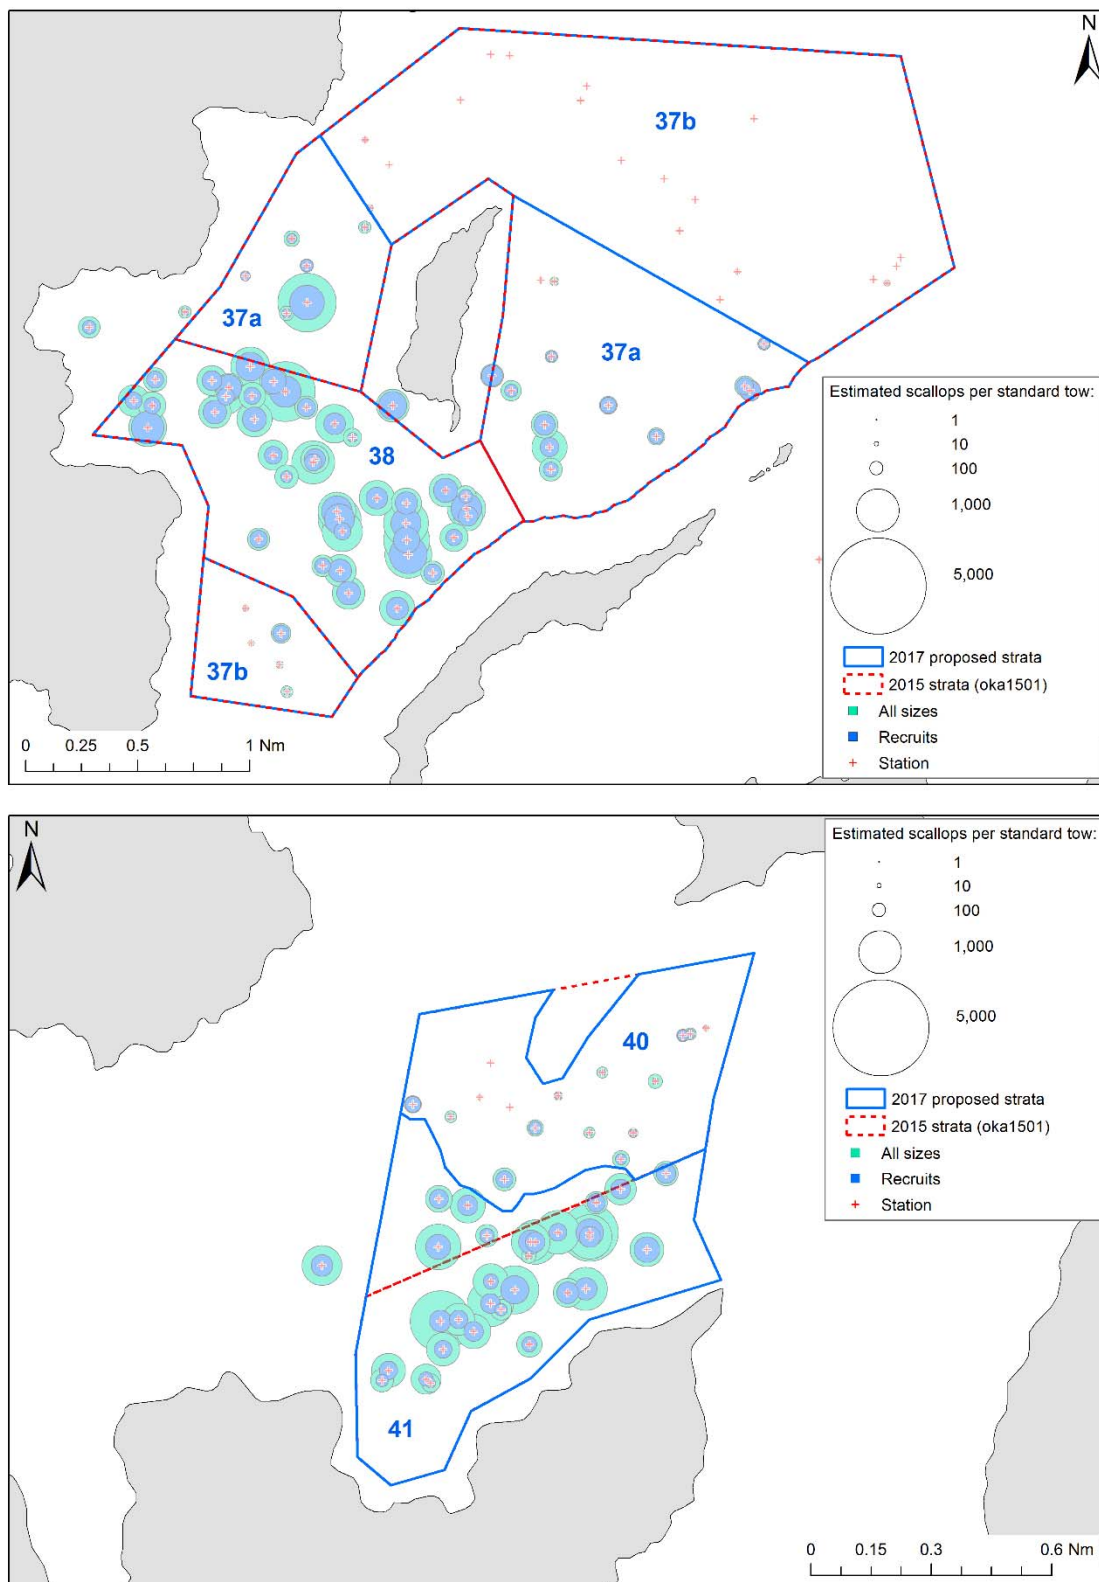 N
37b
37a
37a
38
37b
0 0.25 0.5 1 Nm
Estimated scallops per standard tow:
1
10
100
1,000
5,000
2017 proposed strata
2015 strata (oka1501)
All sizes
Recruits
Station
N
40
41
Estimated scallops per standard tow:
1
10
100
1,000
5,000
2017 proposed strata
2015 strata (oka1501)
All sizes
Recruits
Station
0 0.15 0.3 0.6 Nm